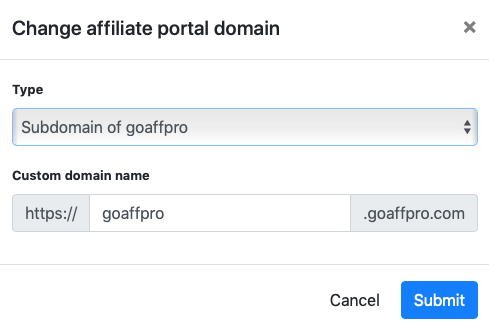 Change affiliate portal domain ×
Type
Subdomain of goaffpro
Custom domain name
https:// goaffpro .goaffpro.com
Cancel Submit